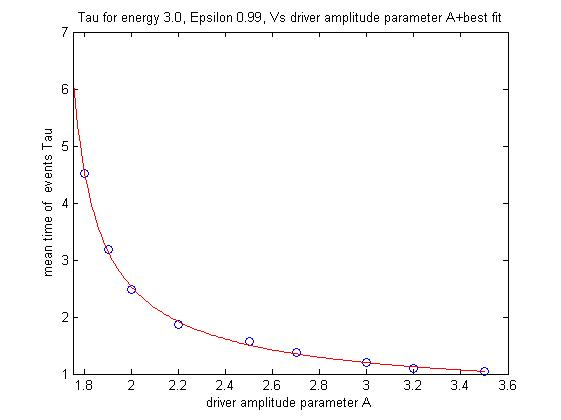 Tau for energy 3.0, Epsilon 0.99, Vs driver amplitude parameter A+best fit
7
6
5
4
3
2
1
mean time of  events Tau
1.8 2 2.2 2.4 2.6 2.8 3 3.2 3.4 3.6
driver amplitude parameter A